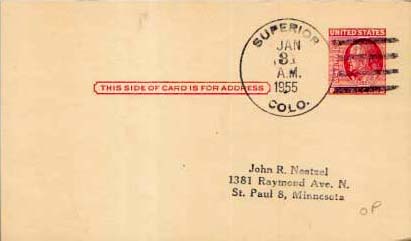 SUPERIOR
JAN
3
A.M.
1955
COLO.
UNITED STATES
THIS SIDE OF CARD IS FOR ADDRESS
John R. Neetzel
1381 Raymond Ave. N.
St. Paul 8, Minnesota
OP